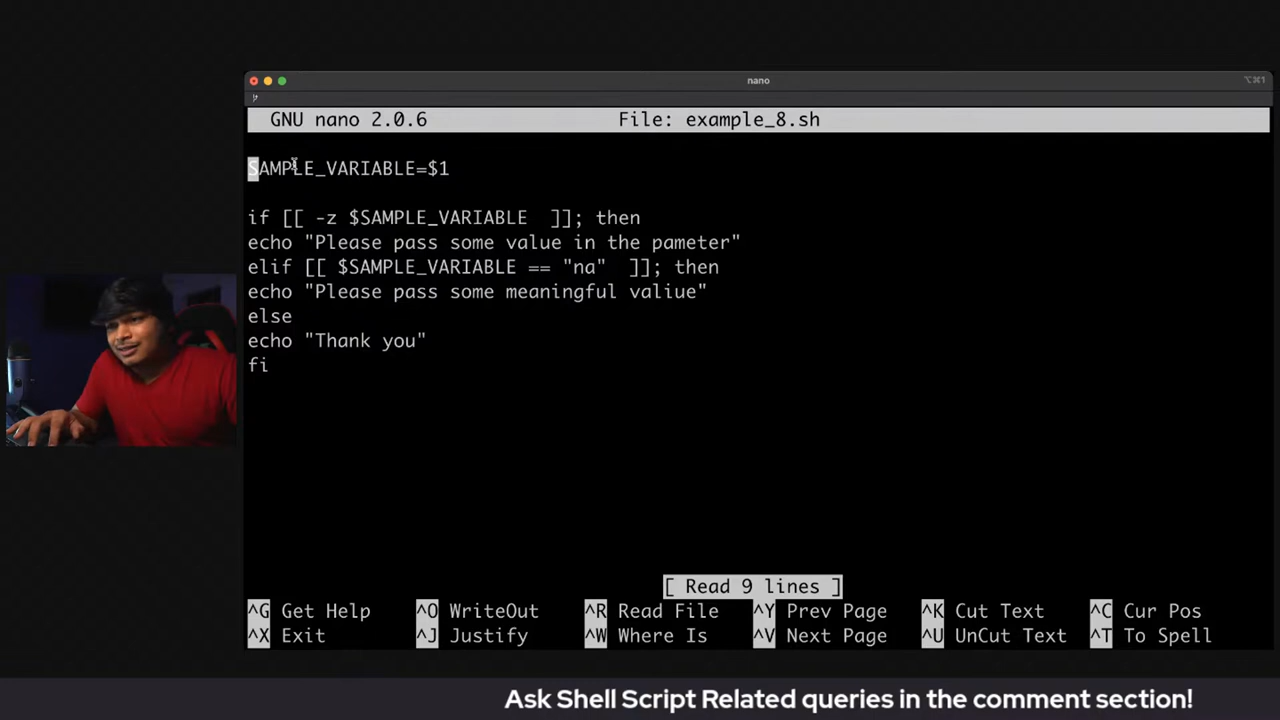 nano
⌥⌘1
GNU nano 2.0.6 File: example_8.sh
SAMPLE_VARIABLE=$1
if [[ -z $SAMPLE_VARIABLE  ]]; then
echo "Please pass some value in the pameter"
elif [[ $SAMPLE_VARIABLE == "na"  ]]; then
echo "Please pass some meaningful valiue"
else
echo "Thank you"
fi
[ Read 9 lines ]
^G Get Help ^O WriteOut ^R Read File ^Y Prev Page ^K Cut Text ^C Cur Pos
^X Exit ^J Justify ^W Where Is ^V Next Page ^U UnCut Text ^T To Spell
Ask Shell Script Related queries in the comment section!